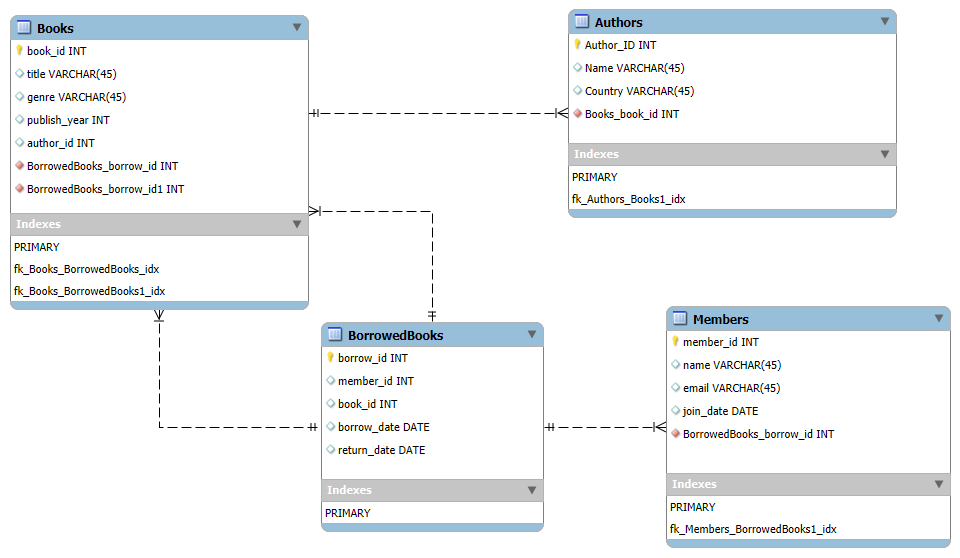 Books
book_id INT
title VARCHAR(45)
genre VARCHAR(45)
publish_year INT
author_id INT
BorrowedBooks_borrow_id INT
BorrowedBooks_borrow_id1 INT
Indexes
PRIMARY
fk_Books_BorrowedBooks_idx
fk_Books_BorrowedBooks1_idx
Authors
Author_ID INT
Name VARCHAR(45)
Country VARCHAR(45)
Books_book_id INT
Indexes
PRIMARY
fk_Authors_Books1_idx
BorrowedBooks
borrow_id INT
member_id INT
book_id INT
borrow_date DATE
return_date DATE
Indexes
PRIMARY
Members
member_id INT
name VARCHAR(45)
email VARCHAR(45)
join_date DATE
BorrowedBooks_borrow_id INT
Indexes
PRIMARY
fk_Members_BorrowedBooks1_idx